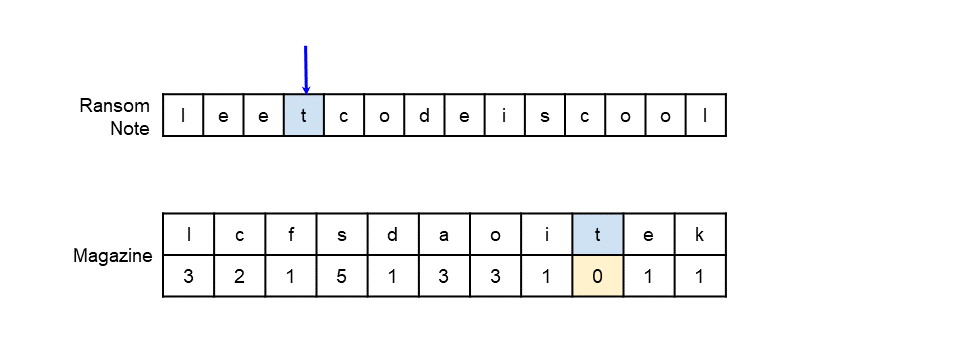 Ransom
Note
l e e t c o d e i s c o o l
l c f s d a o i t e k
Magazine
3 2 1 5 1 3 3 1 0 1 1